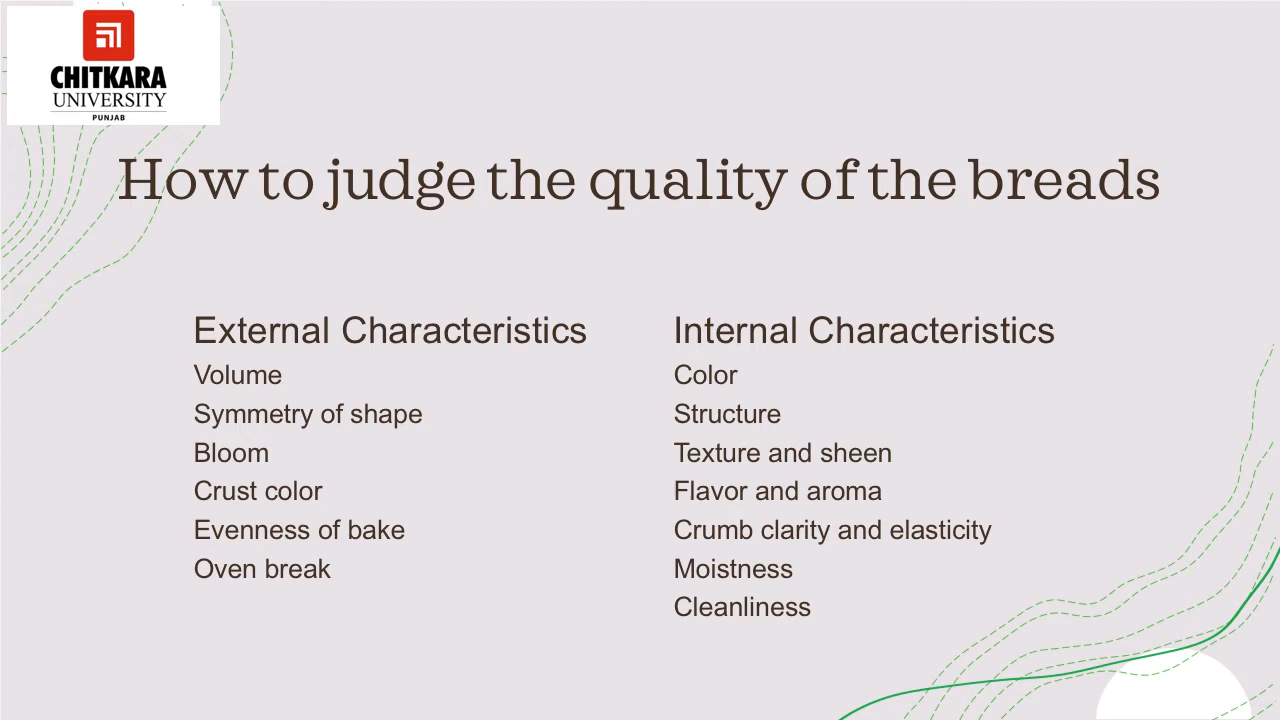 CHITKARA
UNIVERSITY
PUNJAB
How to judge the quality of the breads
External Characteristics
Volume
Symmetry of shape
Bloom
Crust color
Evenness of bake
Oven break
Internal Characteristics
Color
Structure
Texture and sheen
Flavor and aroma
Crumb clarity and elasticity
Moistness
Cleanliness